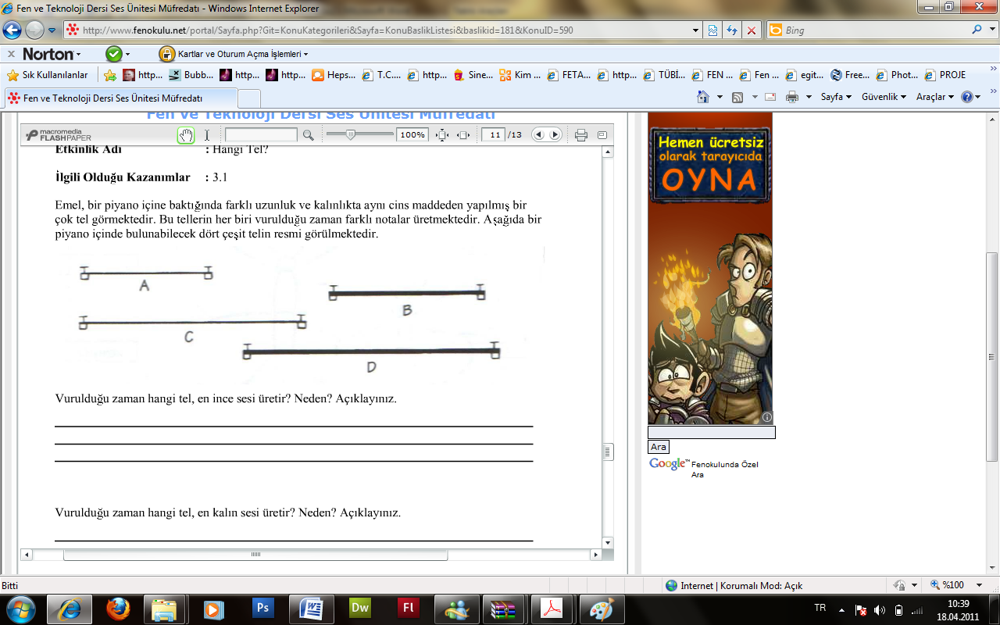 Fen ve Teknoloji Dersi Ses Ünitesi Müfredatı - Windows Internet Explorer
http://www.fenokulu.net/portal/Sayfa.php?Git=KonuKategorileri&Sayfa=KonuBaslikListesi&baslikid=181&KonuID=590
Bing
x Norton
Kartlar ve Oturum Açma İşlemleri
Sık Kullanılanlar http... Bubb... http... http... Heps... T.C.... http... Sine... Kim ... FETA... http... TÜBİ... FEN ... Fen ... egit... Free... Phot... PROJE
Fen ve Teknoloji Dersi Ses Ünitesi Müfredatı
Sayfa Güvenlik Araçlar
Fen ve Teknoloji Dersi Ses Ünitesi Müfredatı
macromedia
FLASHPAPER
100%
11 /13
Etkinlik Adı : Hangi Tel?
İlgili Olduğu Kazanımlar : 3.1
Emel, bir piyano içine baktığında farklı uzunluk ve kalınlıkta aynı cins maddeden yapılmış bir
çok tel görmektedir. Bu tellerin her biri vurulduğu zaman farklı notalar üretmektedir. Aşağıda bir
piyano içinde bulunabilecek dört çeşit telin resmi görülmektedir.
A
B
C
D
Vurulduğu zaman hangi tel, en ince sesi üretir? Neden? Açıklayınız.
Vurulduğu zaman hangi tel, en kalın sesi üretir? Neden? Açıklayınız.
Hemen ücretsiz
olarak tarayıcıda
OYNA
Ara
Google™ Fenokulunda Özel
Ara
Bitti
Internet | Korumalı Mod: Açık
%100
Ps
W
Dw
Fl
TR
10:39
18.04.2011